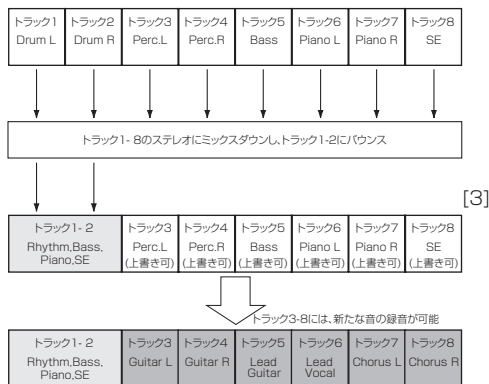 トラック1 トラック2 トラック3 トラック4 トラック5 トラック6 トラック7 トラック8
Drum L Drum R Perc.L Perc.R Bass Piano L Piano R SE
トラック1- 8のステレオにミックスダウンし、トラック1-2にバウンス
[3]
トラック1- 2 トラック3 トラック4 トラック5 トラック6 トラック7 トラック8
Rhythm,Bass, Perc.L Perc.R Bass Piano L Piano R SE
Piano,SE (上書き可) (上書き可) (上書き可) (上書き可) (上書き可) (上書き可)
トラック3-8には、新たな音の録音が可能
トラック1- 2 トラック3 トラック4 トラック5 トラック6 トラック7 トラック8
Rhythm,Bass, Guitar L Guitar R Lead Lead Chorus L Chorus R
Piano,SE Guitar Vocal